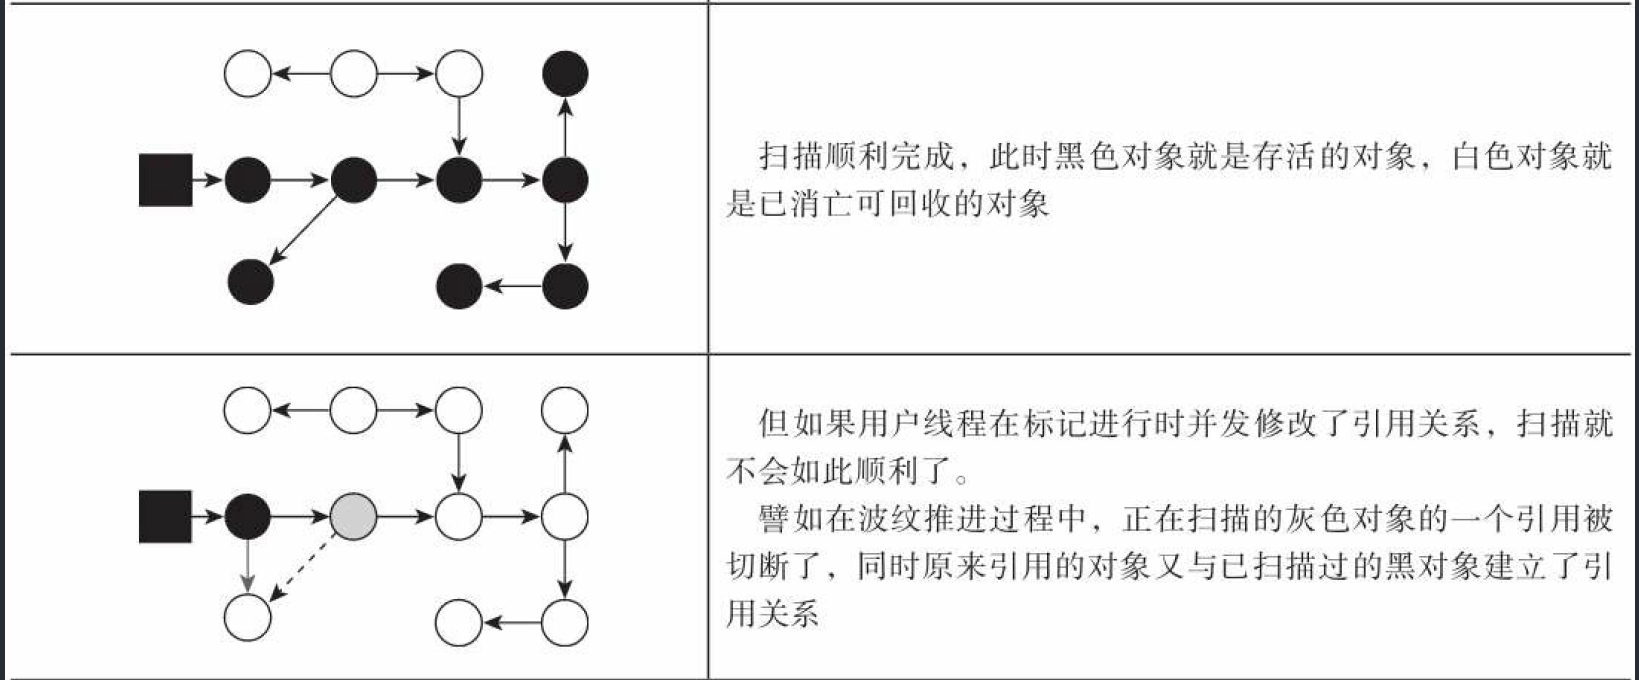 扫描顺利完成，此时黑色对象就是存活的对象，白色对象就
是已消亡可回收的对象
但如果用户线程在标记进行时并发修改了引用关系，扫描就
不会如此顺利了。
譬如在波纹推进过程中，正在扫描的灰色对象的一个引用被
切断了，同时原来引用的对象又与已扫描过的黑对象建立了引
用关系